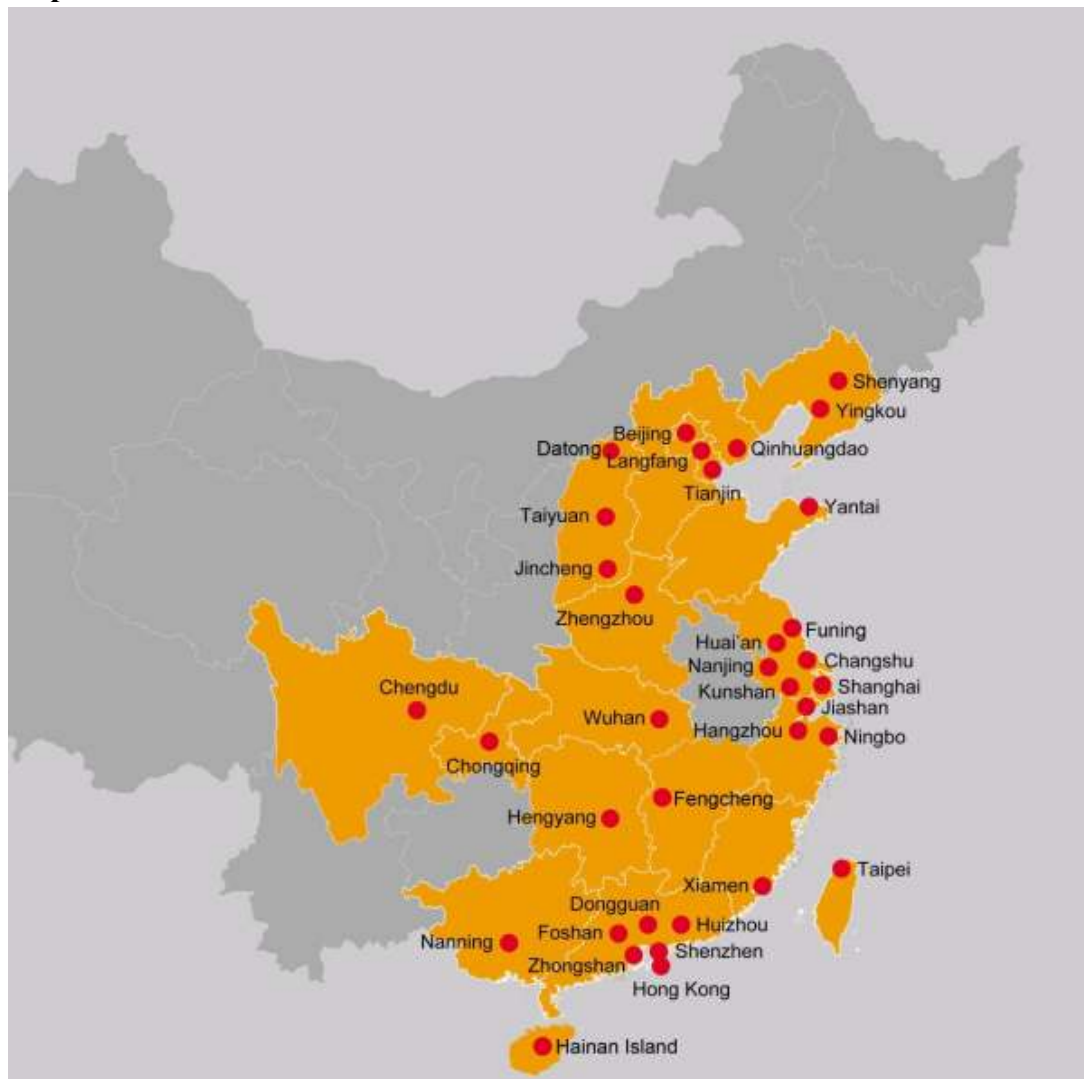 Shenyang
Yingkou
Beijing
Datong
Langfang
Qinhuangdao
Tianjin
Yantai
Taiyuan
Jincheng
Zhengzhou
Funing
Huai'an
Changshu
Nanjing
Kunshan
Shanghai
Jiashan
Chengdu
Wuhan
Hangzhou
Ningbo
Chongqing
Fengcheng
Hengyang
Taipei
Xiamen
Dongguan
Huizhou
Foshan
Nanning
Shenzhen
Zhongshan
Hong Kong
Hainan Island